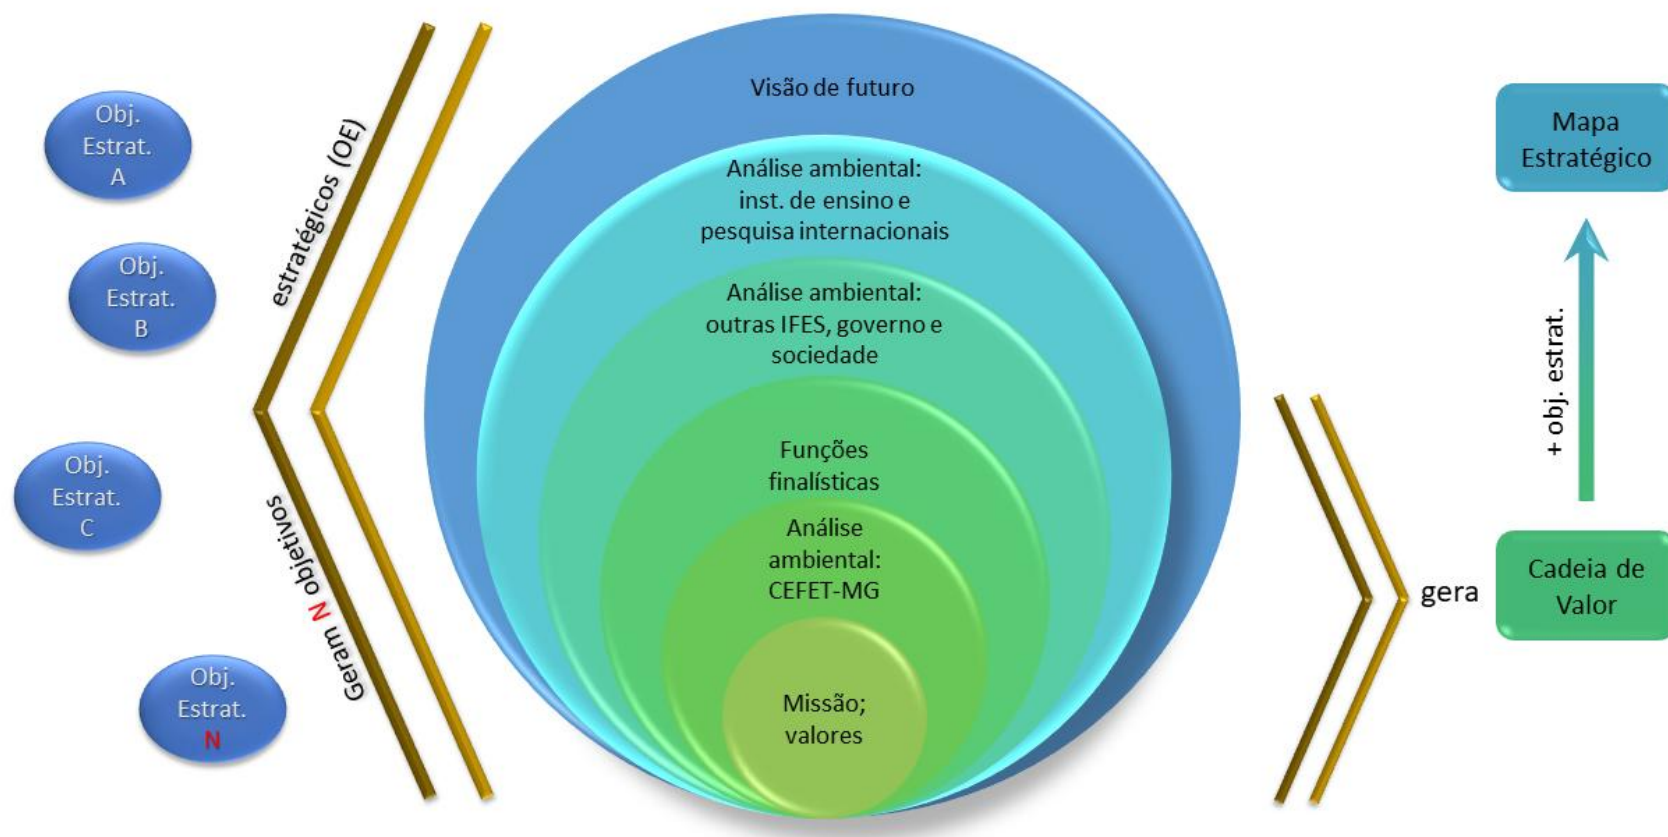 Obj.
Estrat.
A
Obj.
Estrat.
B
Obj.
Estrat.
C
Obj.
Estrat.
N
Geram N objetivos
estratégicos (OE)
Visão de futuro
Análise ambiental:
inst. de ensino e
pesquisa internacionais
Análise ambiental:
outras IFES, governo e
sociedade
Funções
finalísticas
Análise
ambiental:
CEFET-MG
Missão;
valores
gera
Cadeia de
Valor
+ obj. estrat.
Mapa
Estratégico